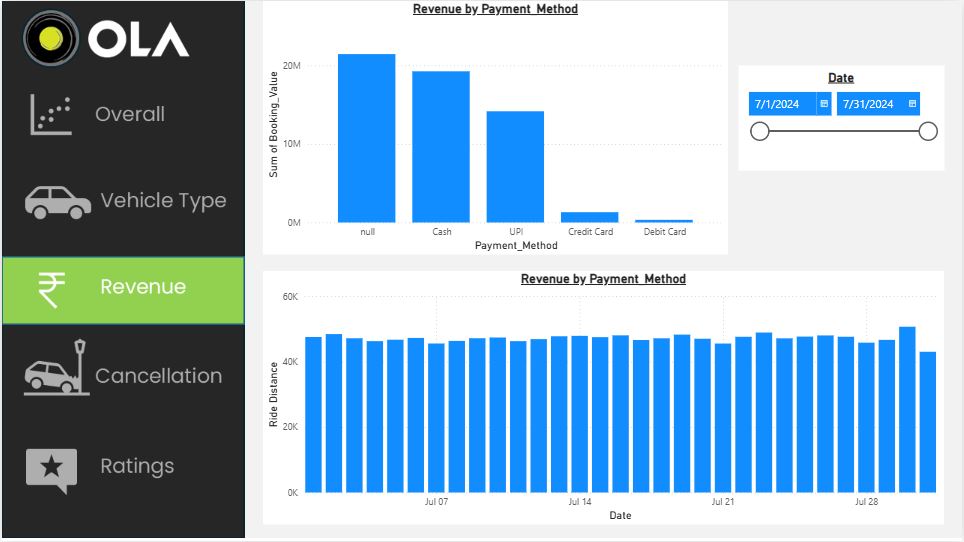 OLA
Overall
Vehicle Type
Revenue
Cancellation
Ratings
Revenue by Payment_Method
Sum of Booking_Value
20M
10M
0M
null Cash UPI Credit Card Debit Card
Payment_Method
Date
7/1/2024 7/31/2024
Revenue by Payment_Method
Ride Distance
60K
40K
20K
0K
Jul 07 Jul 14 Jul 21 Jul 28
Date